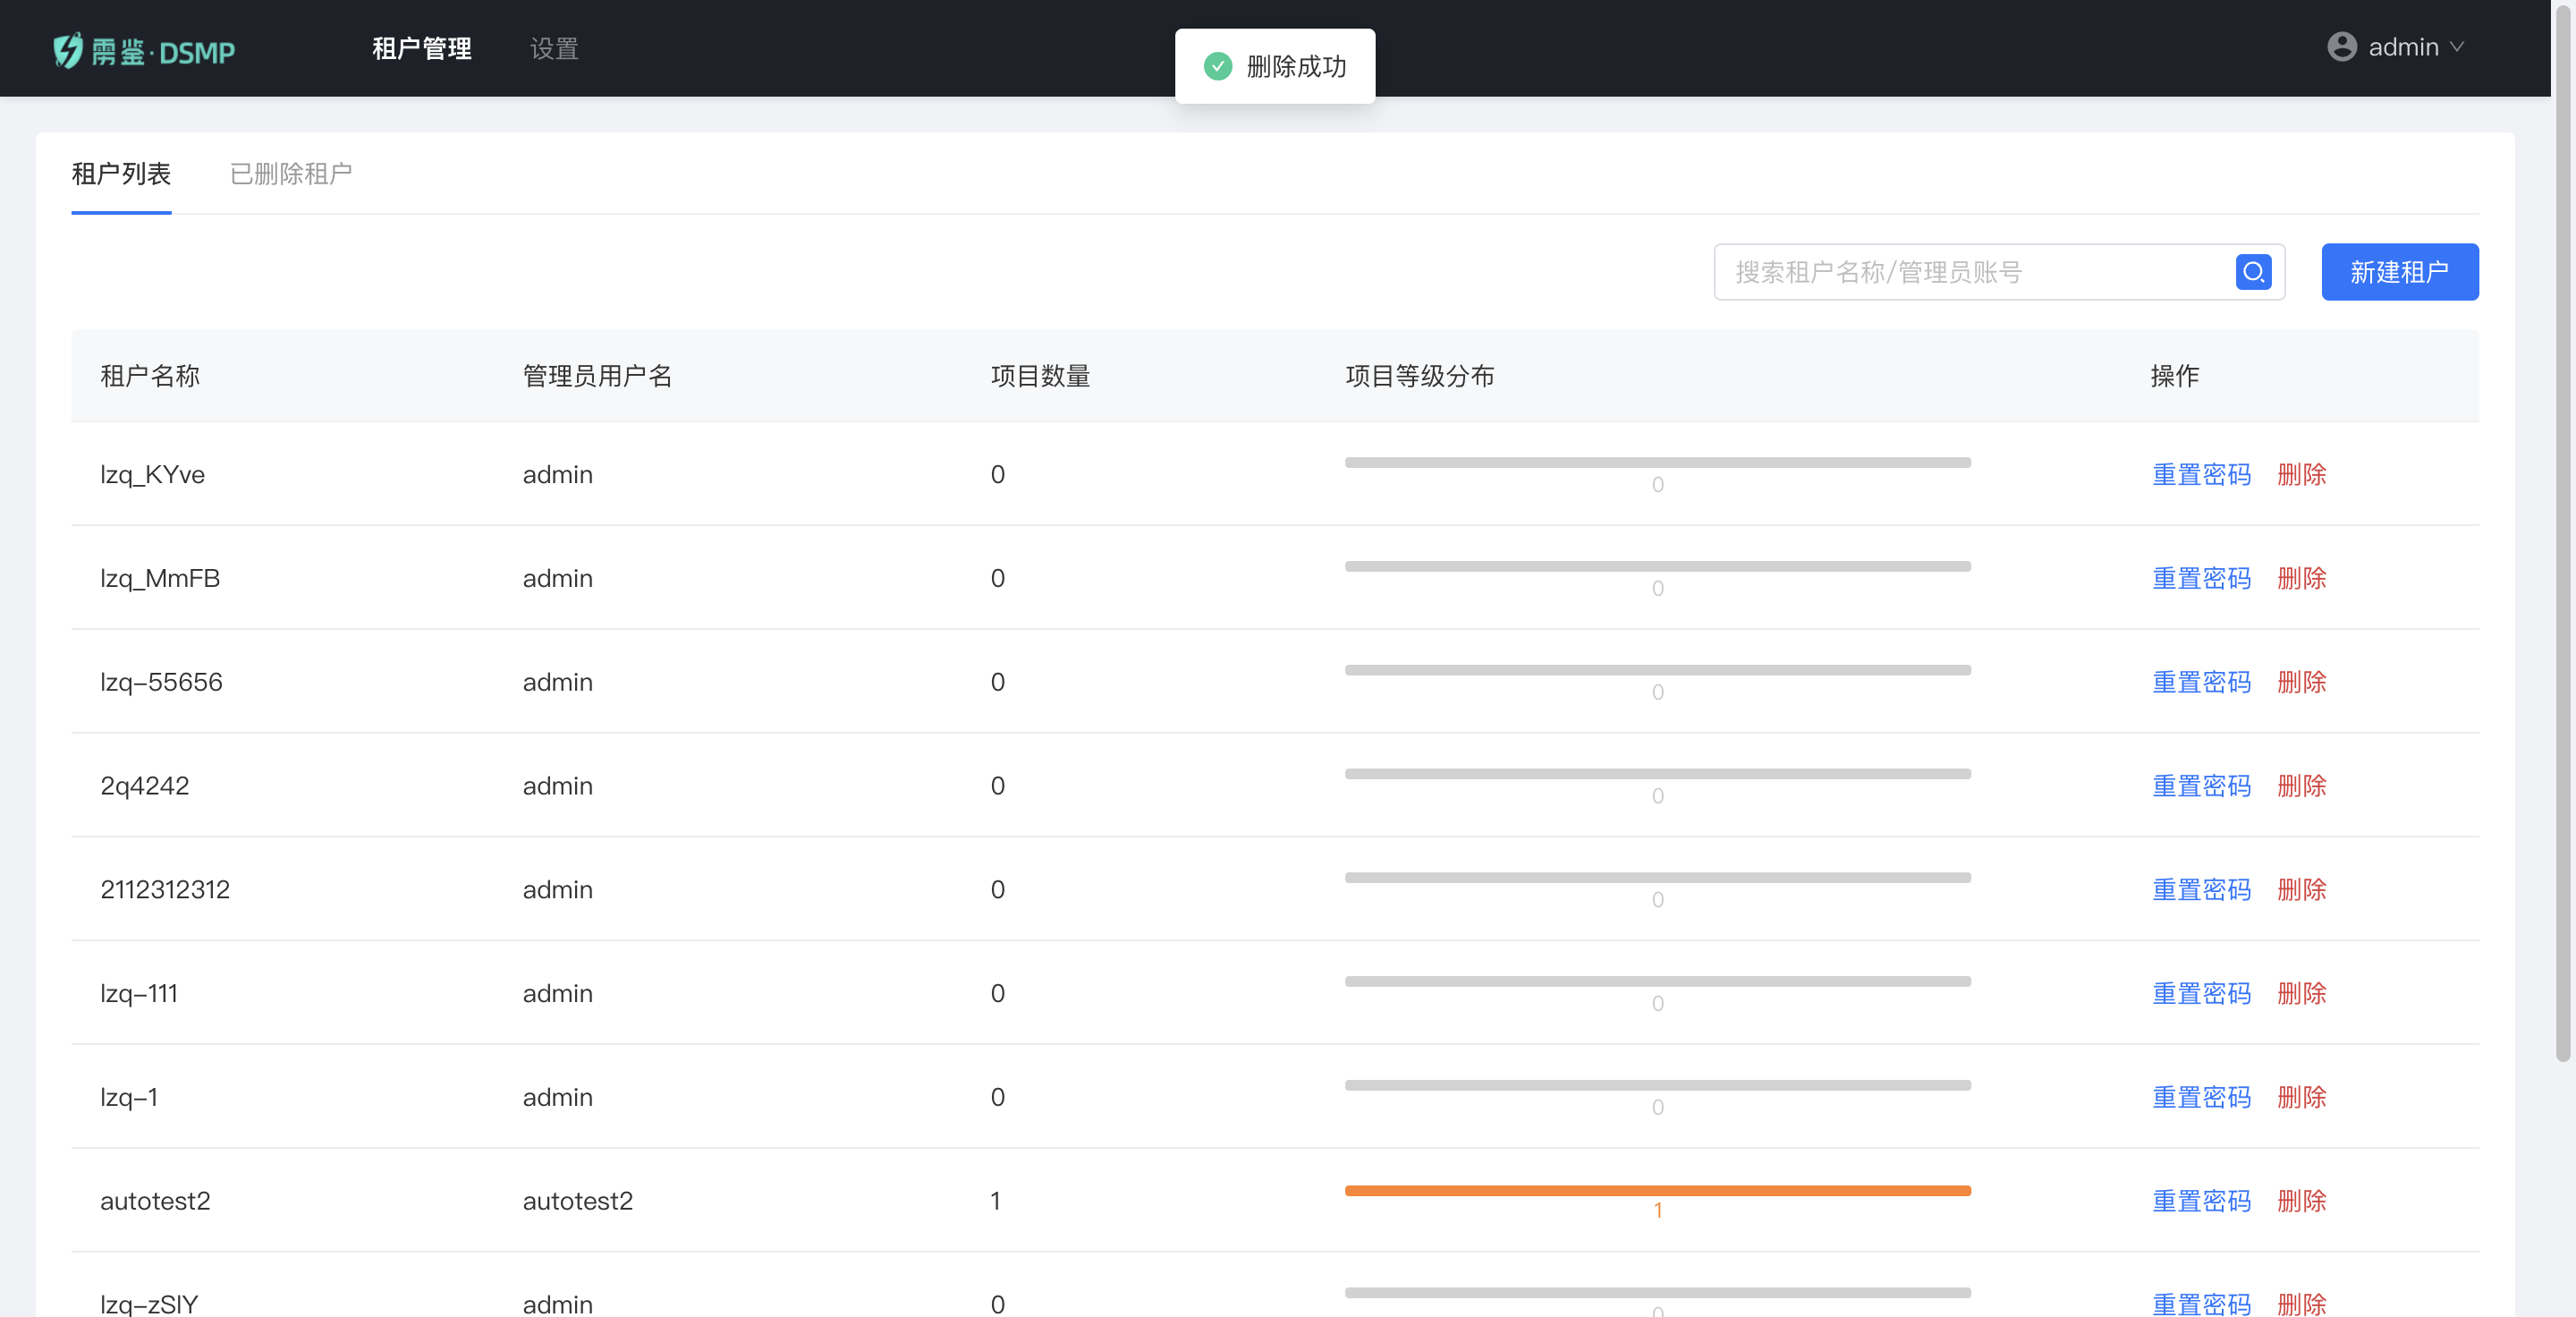 雳鉴·DSMP 租户管理 设置 删除成功 admin
租户列表 已删除租户
搜索租户名称/管理员账号 新建租户
租户名称 管理员用户名 项目数量 项目等级分布 操作
lzq_KYve admin 0 0 重置密码 删除
lzq_MmFB admin 0 0 重置密码 删除
lzq-55656 admin 0 0 重置密码 删除
2q4242 admin 0 0 重置密码 删除
2112312312 admin 0 0 重置密码 删除
lzq-111 admin 0 0 重置密码 删除
lzq-1 admin 0 0 重置密码 删除
autotest2 autotest2 1 1 重置密码 删除
lzq-zSlY admin 0 0 重置密码 删除